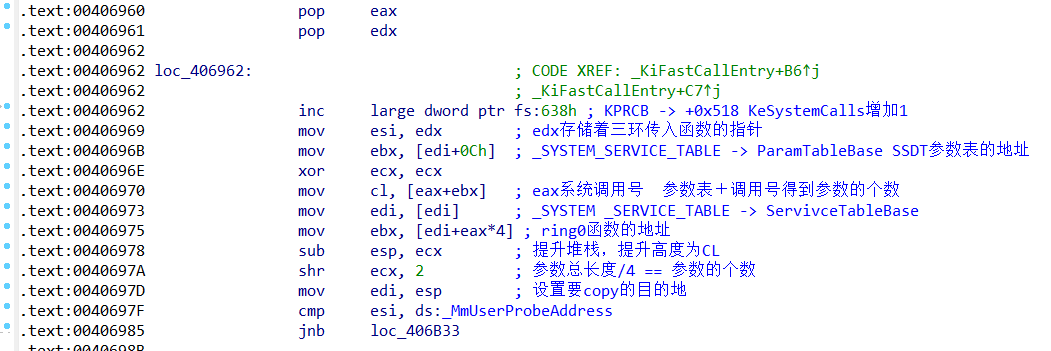 .text:00406960 pop eax
.text:00406961 pop edx
.text:00406962
.text:00406962 loc_406962: ; CODE XREF: _KiFastCallEntry+B6↑j
.text:00406962 ; _KiFastCallEntry+C7↑j
.text:00406962 inc large dword ptr fs:638h ; KPRCB -> +0x518 KeSystemCalls增加1
.text:00406969 mov esi, edx ; edx存储着三环传入函数的指针
.text:0040696B mov ebx, [edi+0Ch] ; _SYSTEM_SERVICE_TABLE -> ParamTableBase SSDT参数表的地址
.text:0040696E xor ecx, ecx
.text:00406970 mov cl, [eax+ebx] ; eax系统调用号 参数表＋调用号得到参数的个数
.text:00406973 mov edi, [edi] ; _SYSTEM _SERVICE_TABLE -> ServivceTableBase
.text:00406975 mov ebx, [edi+eax*4] ; ring0函数的地址
.text:00406978 sub esp, ecx ; 提升堆栈，提升高度为CL
.text:0040697A shr ecx, 2 ; 参数总长度/4 == 参数的个数
.text:0040697D mov edi, esp ; 设置要copy的目的地
.text:0040697F cmp esi, ds:_MmUserProbeAddress
.text:00406985 jnb loc_406B33